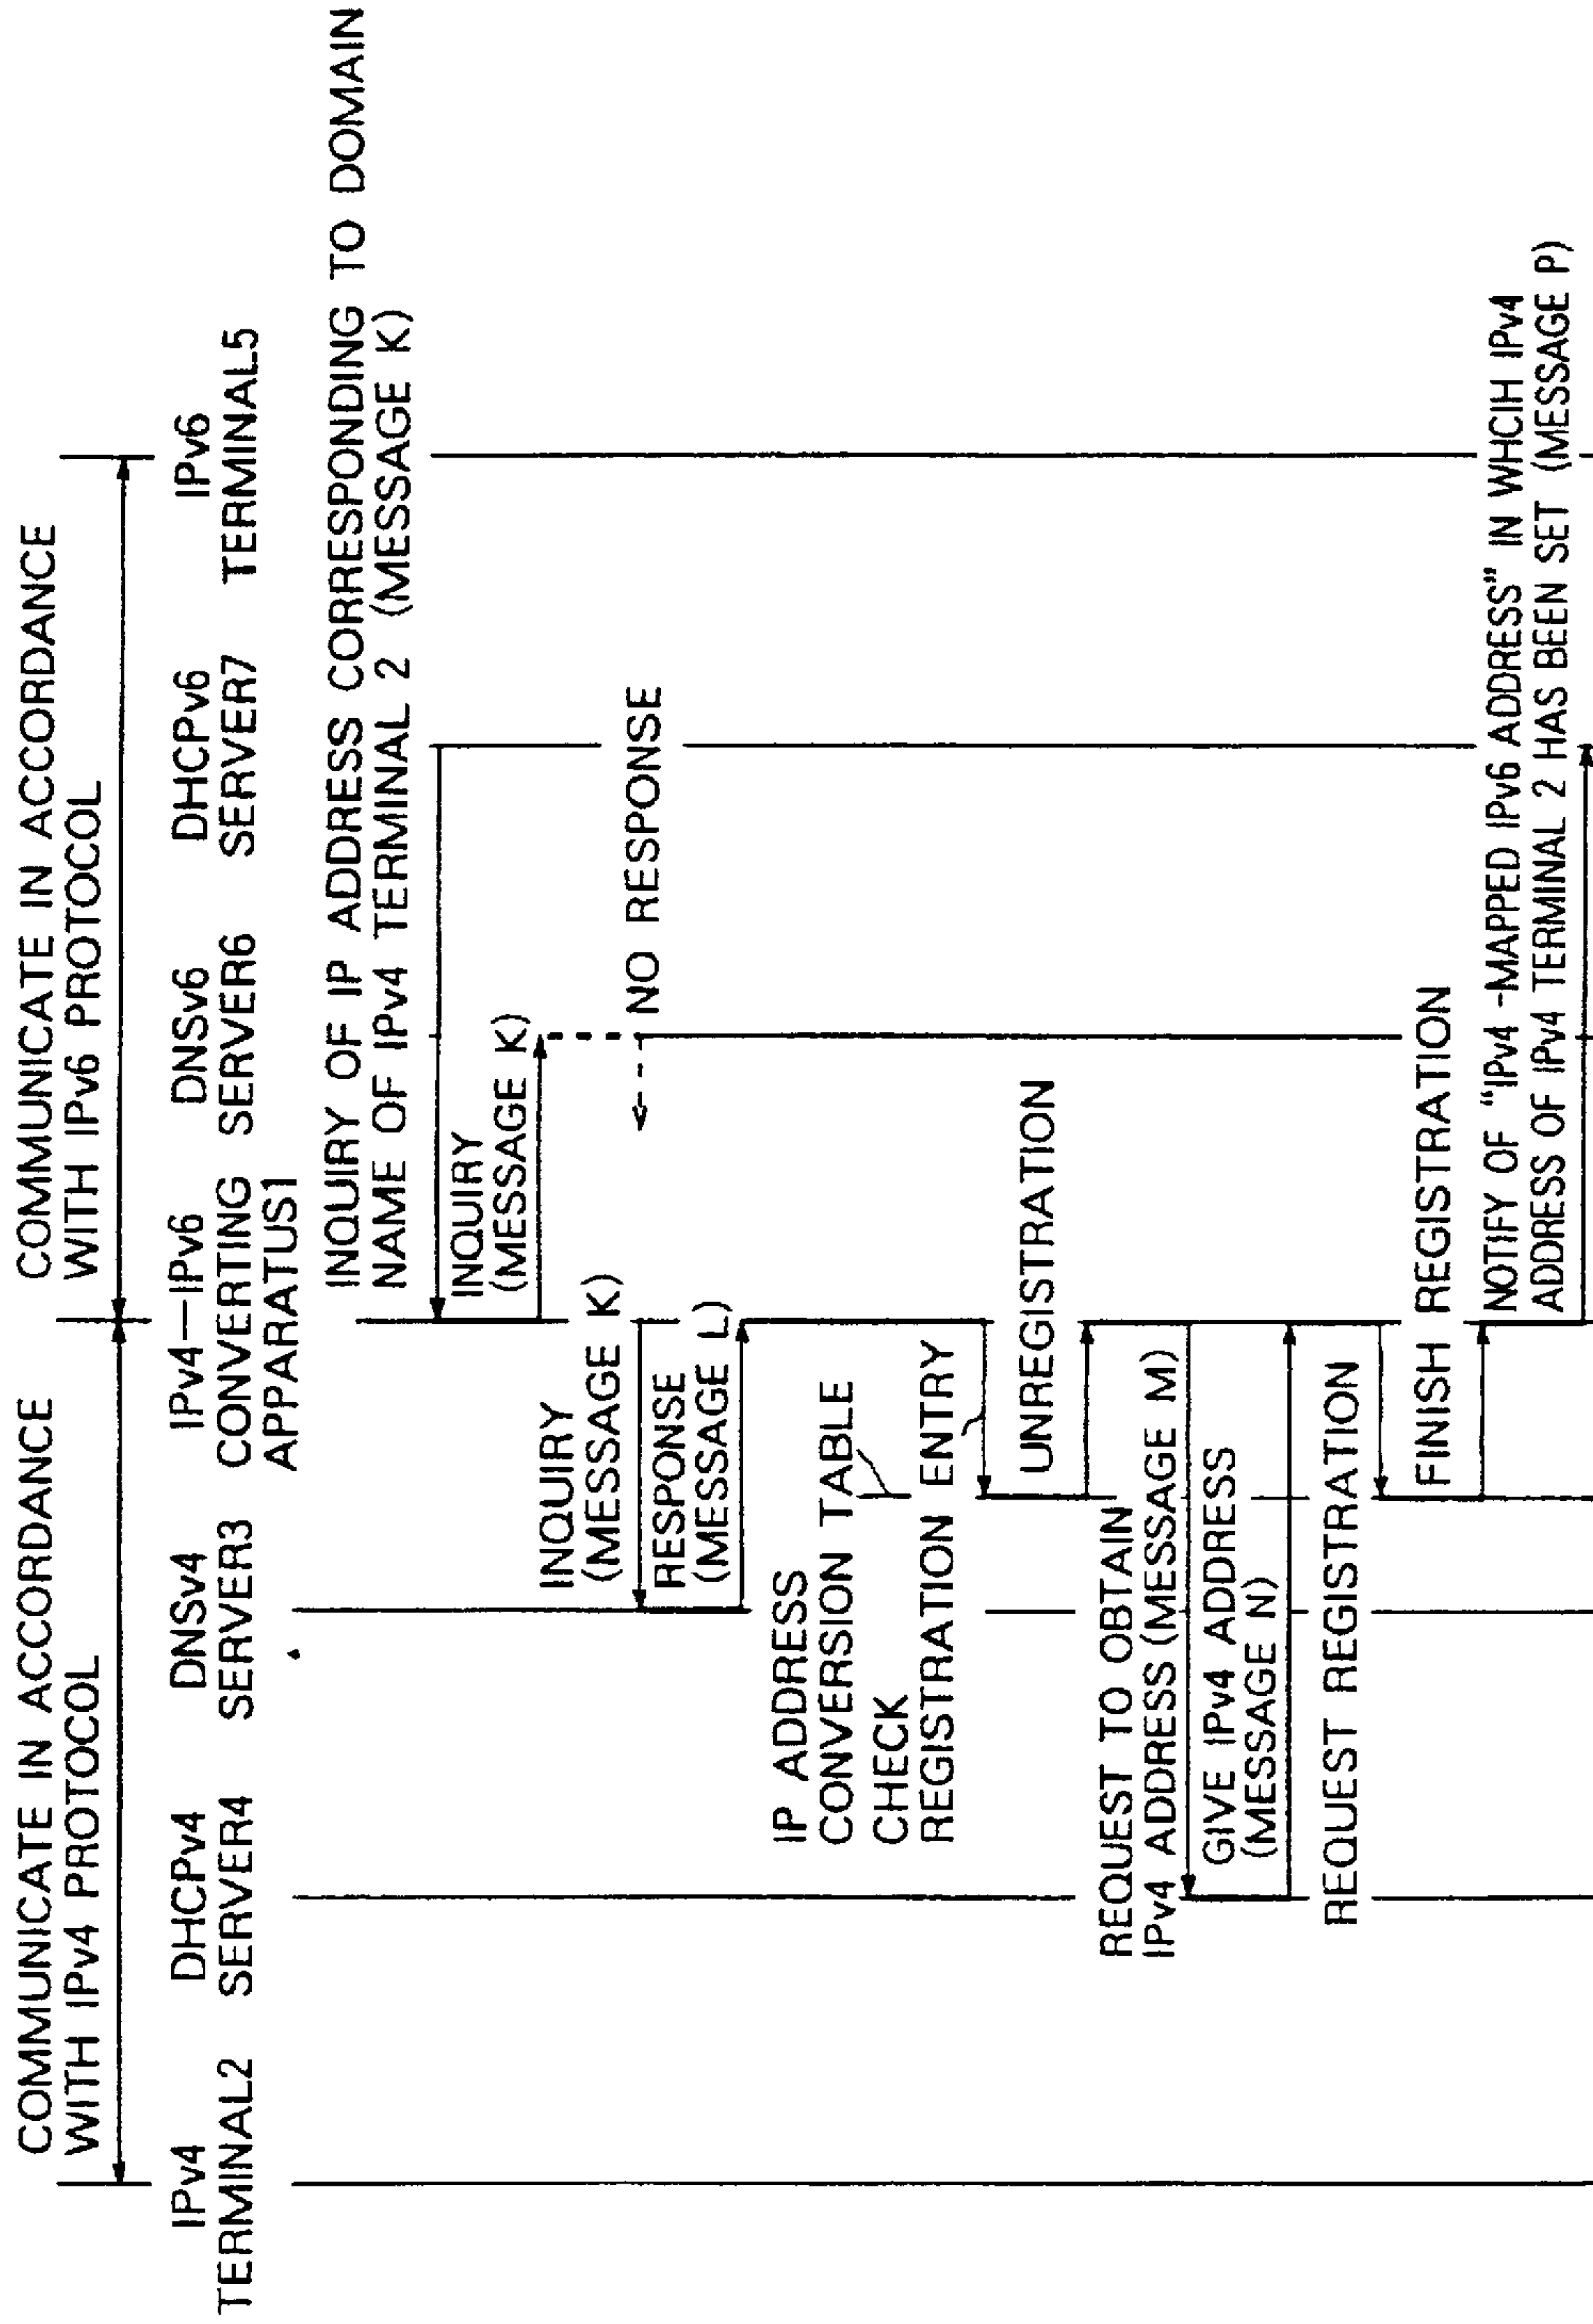 COMMUNICATE IN ACCORDANCE
WITH IPv4 PROTOCOL
COMMUNICATE IN ACCORDANCE
WITH IPv6 PROTOCOL
IPv4
TERMINAL2
DHCPv4
SERVER4
DNSv4
SERVER3
IPv4—IPv6
CONVERTING
APPARATUS1
DNSv6
SERVER6
DHCPv6
SERVER7
IPv6
TERMINAL5
INQUIRY OF IP ADDRESS CORRESPONDING TO DOMAIN
NAME OF IPv4 TERMINAL 2 (MESSAGE K)
INQUIRY
(MESSAGE K)
NO RESPONSE
INQUIRY
(MESSAGE K)
RESPONSE
(MESSAGE L)
IP ADDRESS
CONVERSION TABLE
CHECK
REGISTRATION ENTRY
UNREGISTRATION
REQUEST TO OBTAIN
IPv4 ADDRESS (MESSAGE M)
GIVE IPv4 ADDRESS
(MESSAGE N)
REQUEST REGISTRATION
FINISH REGISTRATION
NOTIFY OF "IPv4 -MAPPED IPv6 ADDRESS" IN WHCIH IPv4
ADDRESS OF IPv4 TERMINAL 2 HAS BEEN SET (MESSAGE P)